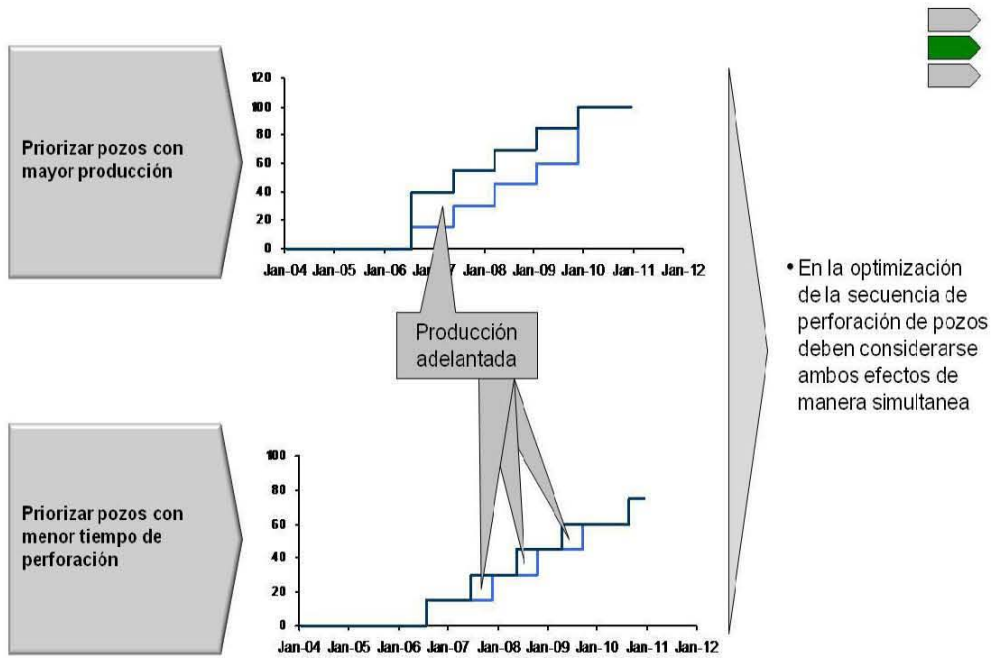 Priorizar pozos con
mayor producción
120
100
80
60
40
20
0
Jan-04 Jan-05 Jan-06 Jan-07 Jan-08 Jan-09 Jan-10 Jan-11 Jan-12
Producción
adelantada
• En la optimización
de la secuencia de
perforación de pozos
deben considerarse
ambos efectos de
manera simultanea
Priorizar pozos con
menor tiempo de
perforación
100
80
60
40
20
0
Jan-04 Jan-05 Jan-06 Jan-07 Jan-08 Jan-09 Jan-10 Jan-11 Jan-12